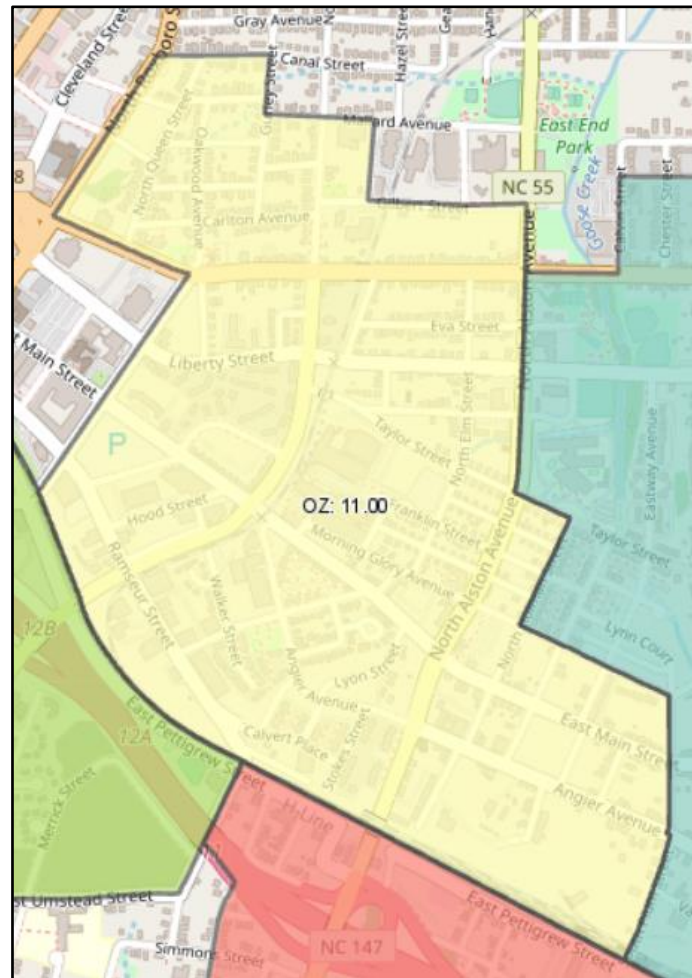 Gray Avenue
Cleveland Street
Canal Street
Hazel Street
Mallard Avenue
East End
Park
Goose Creek
NC 55
Chester Street
North Queen Street
Oakwood Avenue
Carlton Avenue
8
Eva Street
Liberty Street
Main Street
P
Taylor Street
North Elm Street
Eastway Avenue
OZ: 11.00
Hood Street
Franklin Street
Morning Glory Avenue
Taylor Street
Ramseur Street
Walker Street
North Alston Avenue
North
12B
Lyon Street
Angier Avenue
12A
East Pettigrew Street
Calvert Place
Stokes Street
East Main Street
Angier Avenue
Merrick Street
H-Line
st Umstead Street
East Pettigrew Street
NC 147
Simmons Street